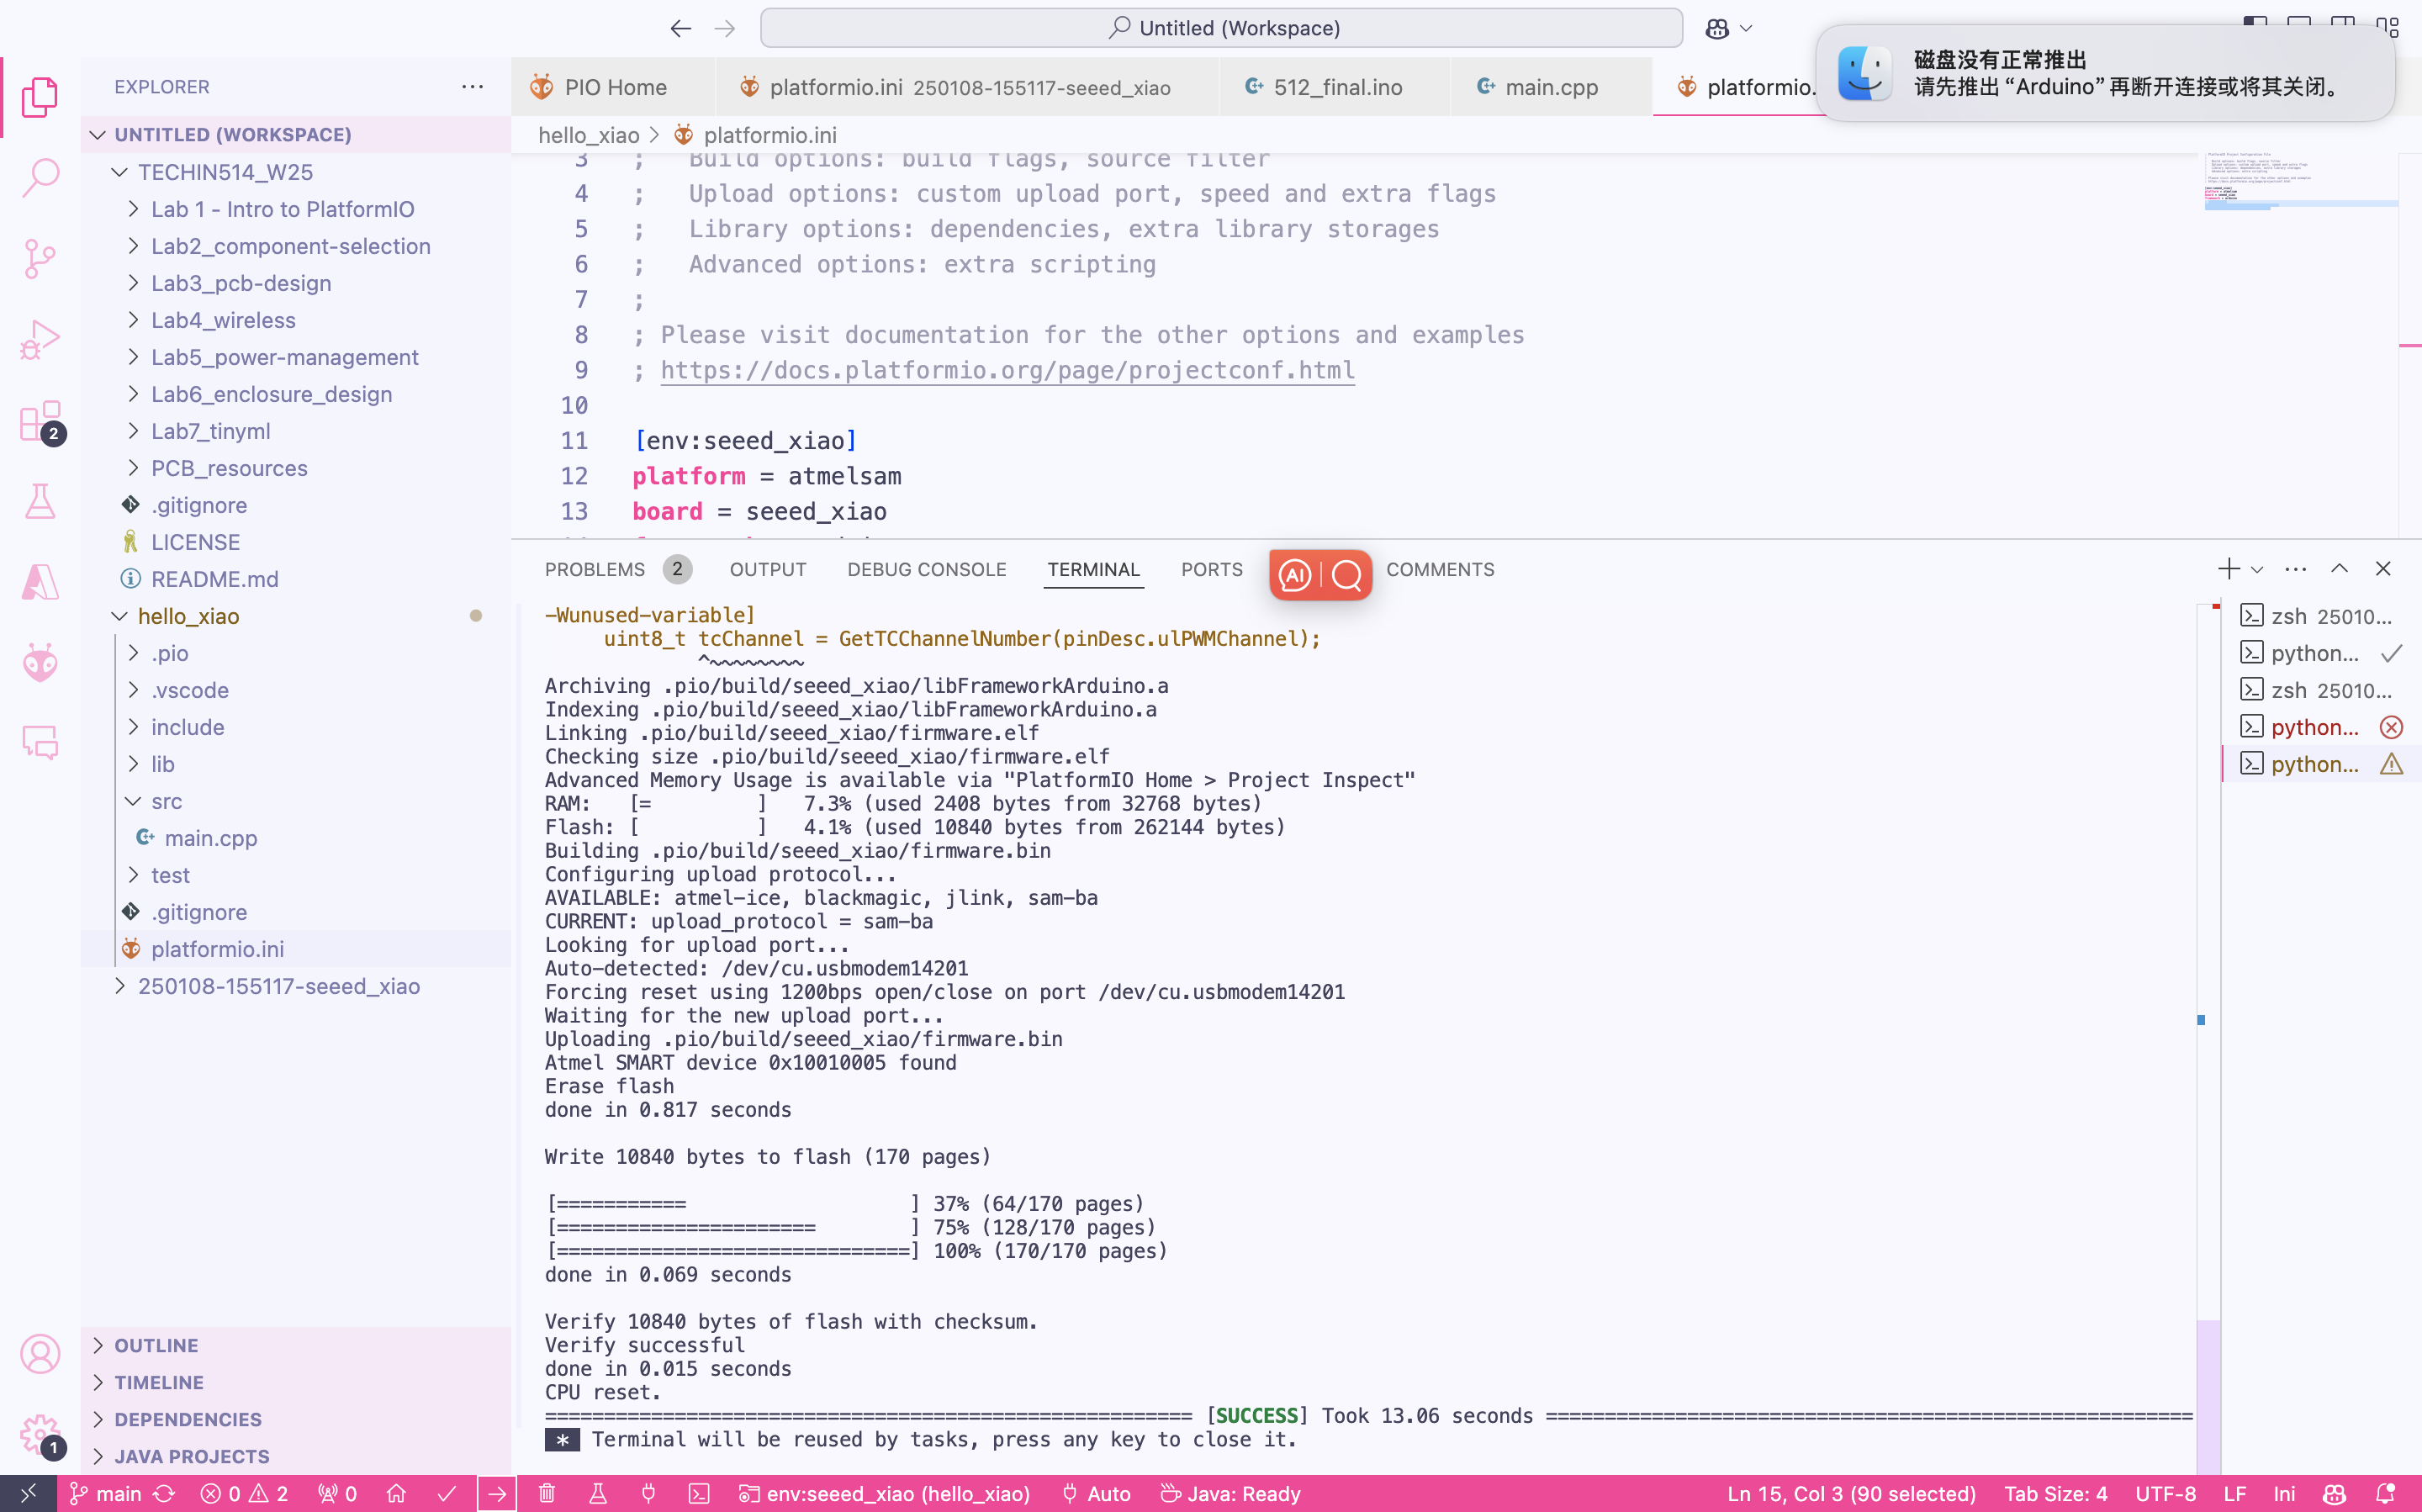 Untitled (Workspace)
磁盘没有正常推出
请先推出“Arduino”再断开连接或将其关闭。
EXPLORER
PIO Home
platformio.ini 250108-155117-seeed_xiao
512_final.ino
main.cpp
platformio.
UNTITLED (WORKSPACE)
TECHIN514_W25
Lab 1 - Intro to PlatformIO
Lab2_component-selection
Lab3_pcb-design
Lab4_wireless
Lab5_power-management
Lab6_enclosure_design
Lab7_tinyml
PCB_resources
.gitignore
LICENSE
README.md
hello_xiao
.pio
.vscode
include
lib
src
main.cpp
test
.gitignore
platformio.ini
250108-155117-seeed_xiao
OUTLINE
TIMELINE
DEPENDENCIES
JAVA PROJECTS
2
1
hello_xiao > platformio.ini
3 ;   Build options: build flags, source filter
4 ;   Upload options: custom upload port, speed and extra flags
5 ;   Library options: dependencies, extra library storages
6 ;   Advanced options: extra scripting
7 ;
8 ; Please visit documentation for the other options and examples
9 ; https://docs.platformio.org/page/projectconf.html
10
11 [env:seeed_xiao]
12 platform = atmelsam
13 board = seeed_xiao
PROBLEMS 2 OUTPUT DEBUG CONSOLE TERMINAL PORTS AI COMMENTS
-Wunused-variable]
     uint8_t tcChannel = GetTCChannelNumber(pinDesc.ulPWMChannel);
             ^~~~~~~~~
Archiving .pio/build/seeed_xiao/libFrameworkArduino.a
Indexing .pio/build/seeed_xiao/libFrameworkArduino.a
Linking .pio/build/seeed_xiao/firmware.elf
Checking size .pio/build/seeed_xiao/firmware.elf
Advanced Memory Usage is available via "PlatformIO Home > Project Inspect"
RAM:   [=         ]   7.3% (used 2408 bytes from 32768 bytes)
Flash: [          ]   4.1% (used 10840 bytes from 262144 bytes)
Building .pio/build/seeed_xiao/firmware.bin
Configuring upload protocol...
AVAILABLE: atmel-ice, blackmagic, jlink, sam-ba
CURRENT: upload_protocol = sam-ba
Looking for upload port...
Auto-detected: /dev/cu.usbmodem14201
Forcing reset using 1200bps open/close on port /dev/cu.usbmodem14201
Waiting for the new upload port...
Uploading .pio/build/seeed_xiao/firmware.bin
Atmel SMART device 0x10010005 found
Erase flash
done in 0.817 seconds
Write 10840 bytes to flash (170 pages)
[===========                   ] 37% (64/170 pages)
[======================        ] 75% (128/170 pages)
[==============================] 100% (170/170 pages)
done in 0.069 seconds
Verify 10840 bytes of flash with checksum.
Verify successful
done in 0.015 seconds
CPU reset.
======================================================= [SUCCESS] Took 13.06 seconds =======================================================
* Terminal will be reused by tasks, press any key to close it.
zsh 25010...
python...
zsh 25010...
python...
python...
main 0 2 0 env:seeed_xiao (hello_xiao) Auto Java: Ready Ln 15, Col 3 (90 selected) Tab Size: 4 UTF-8 LF Ini